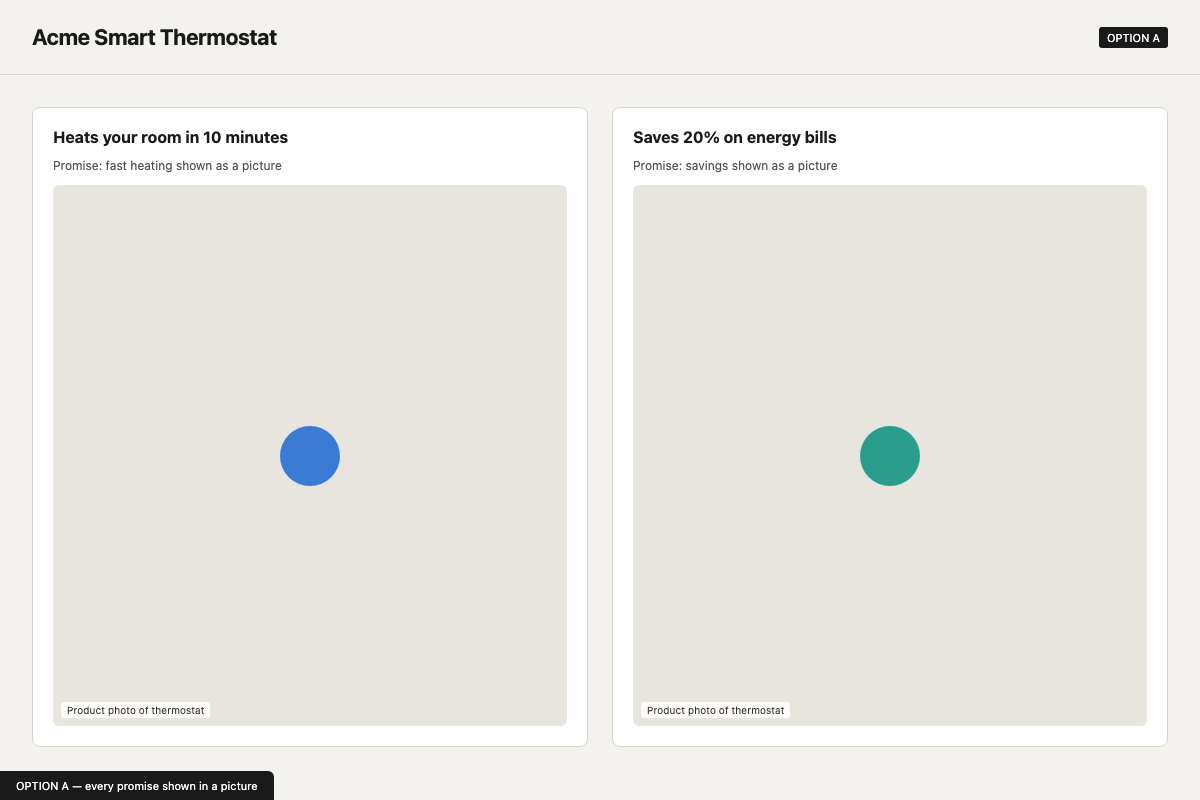 Acme Smart Thermostat
OPTION A
Heats your room in 10 minutes
Promise: fast heating shown as a picture
Product photo of thermostat
Saves 20% on energy bills
Promise: savings shown as a picture
Product photo of thermostat
OPTION A — every promise shown in a picture